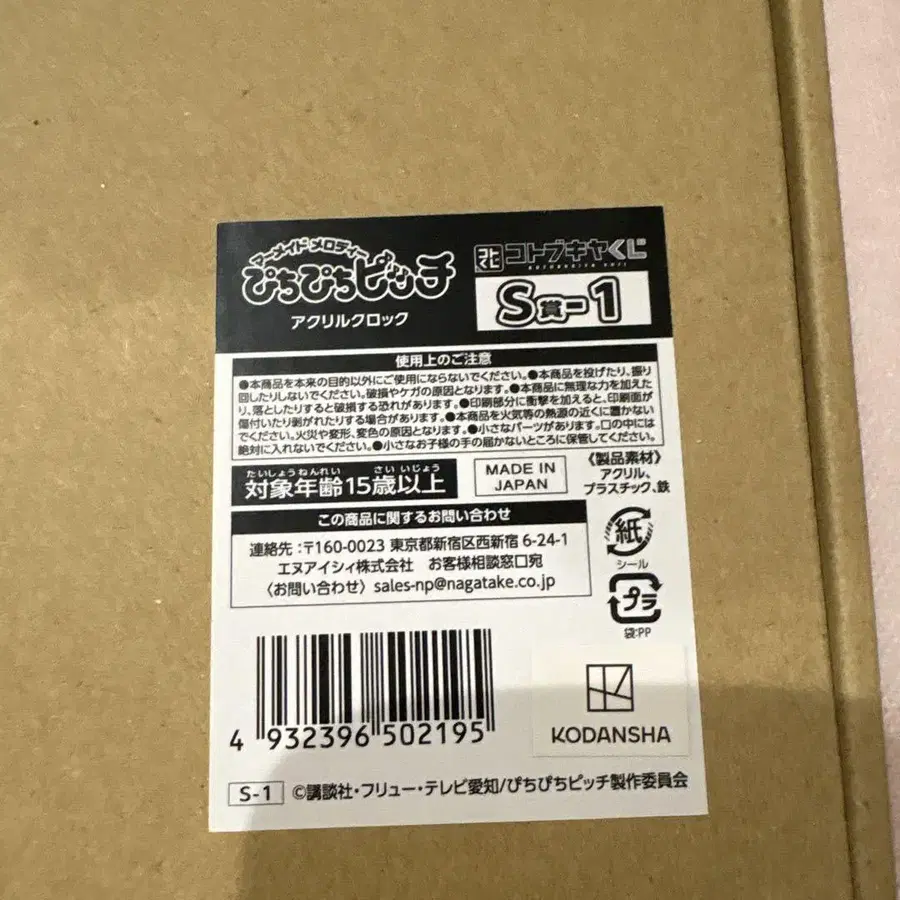 マーメイド メロディー
ぴちぴちピッチ
アクリルクロック
コトくじ コトブキヤくじ
KOTOBUKIYA KUJI
S賞-1
使用上のご注意
●本商品を本来の目的以外にご使用にならないでください。●本商品を投げたり、振り
回したりしないでください。破損やケガの原因となります。●本商品に無理な力を加えた
り、落としたりすると破損する恐れがあります。●印刷部分に衝撃を加えると、印刷面が
傷付いたり剝がれたりする場合があります。●本商品を火気等の熱源の近くに置かない
でください。火災や変形、変色の原因となります。●小さなパーツがあります。口の中には
絶対に入れないでください。●小さなお子様の手の届かないところに保管してください。
たいしょうねんれい さい いじょう
対象年齢15歳以上
MADE IN
JAPAN
《製品素材》
アクリル、
プラスチック、鉄
この商品に関するお問い合わせ
連絡先:〒160-0023 東京都新宿区西新宿 6-24-1
エヌアイシィ株式会社 お客様相談窓口宛
〈お問い合わせ〉sales-np@nagatake.co.jp
紙
シール
プラ
袋:PP
4 932396 502195
KODANSHA
S-1 ©講談社・フリュー・テレビ愛知/ぴちぴちピッチ製作委員会